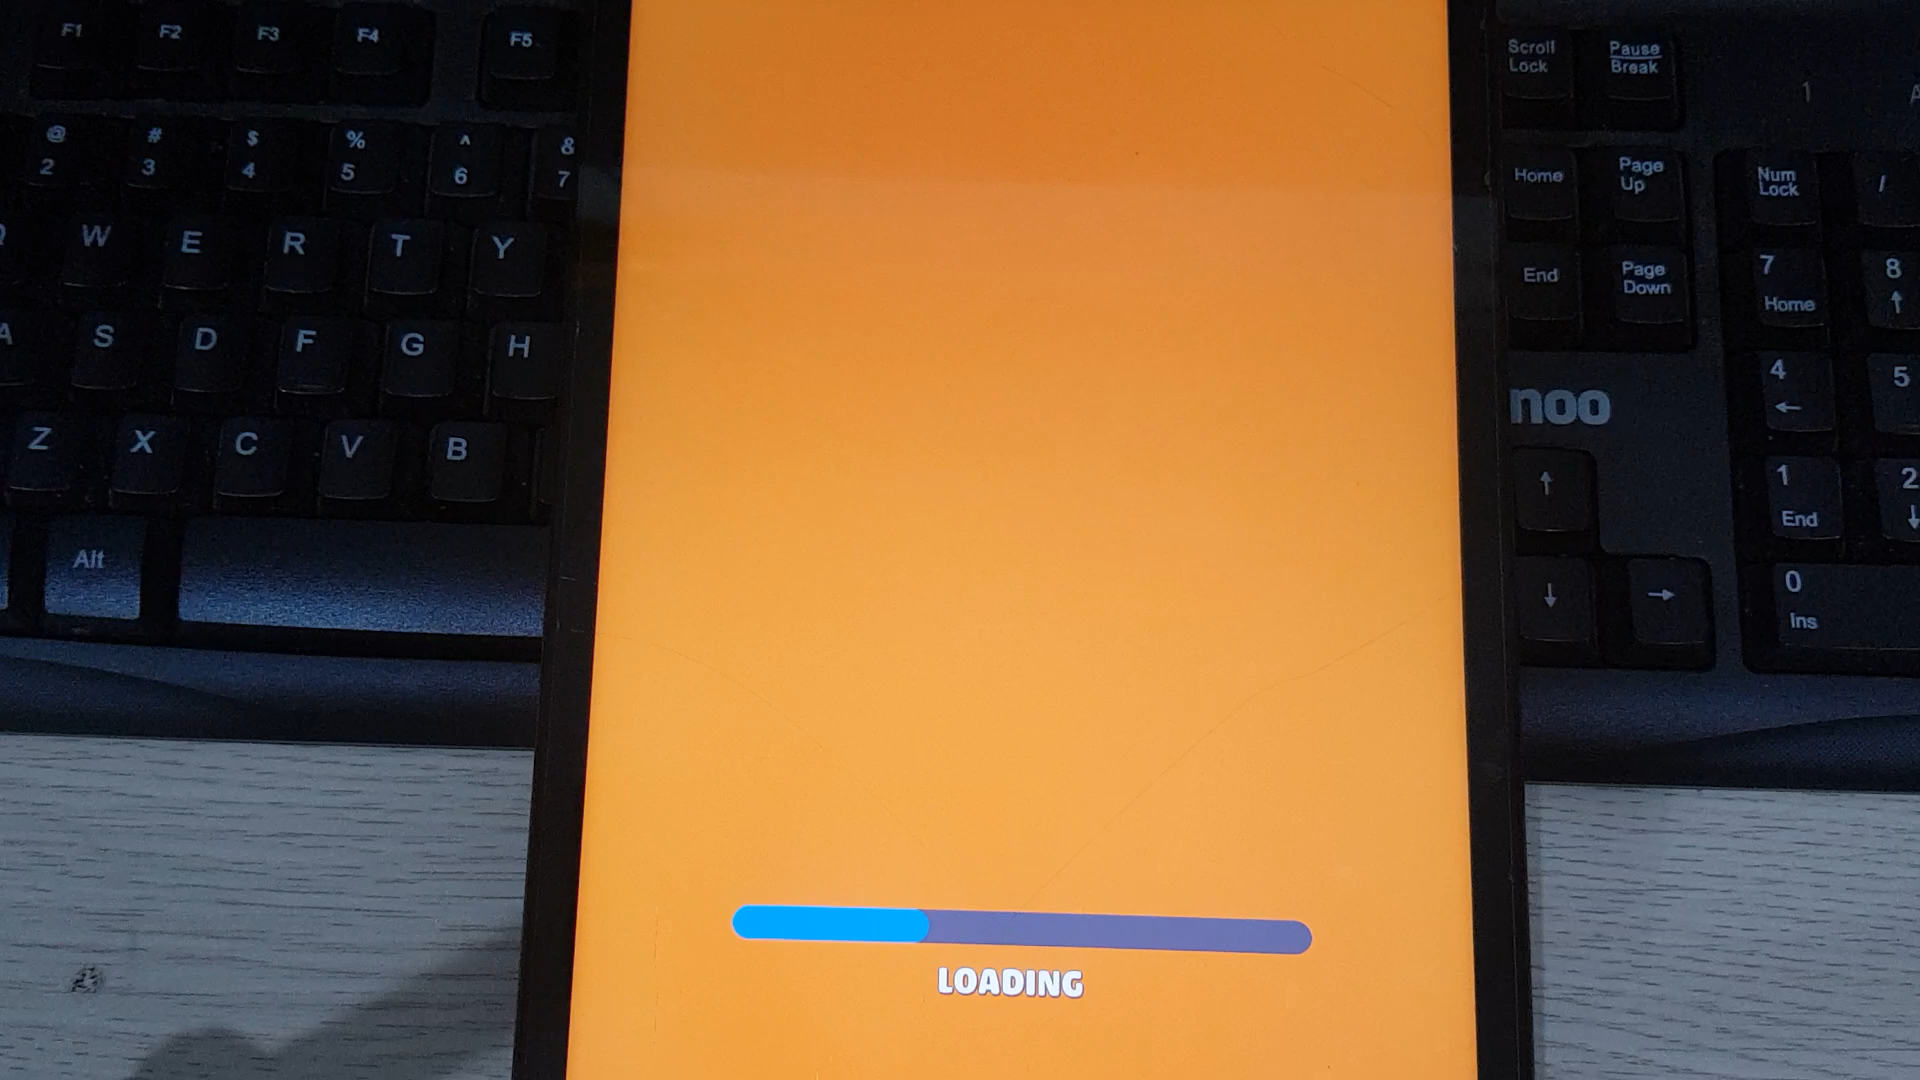 F1 F2 F3 F4 F5
Scroll Lock
Pause Break
@ 2
# 3
$ 4
% 5
^ 6
& 7
1
Home
Page Up
Num Lock
/
W E R T Y
End
Page Down
7 Home
8 ↑
A S D F G H
noo
4 ←
5
Z X C V B
↑
1 End
2 ↓
Alt
↓
→
0 Ins
LOADING